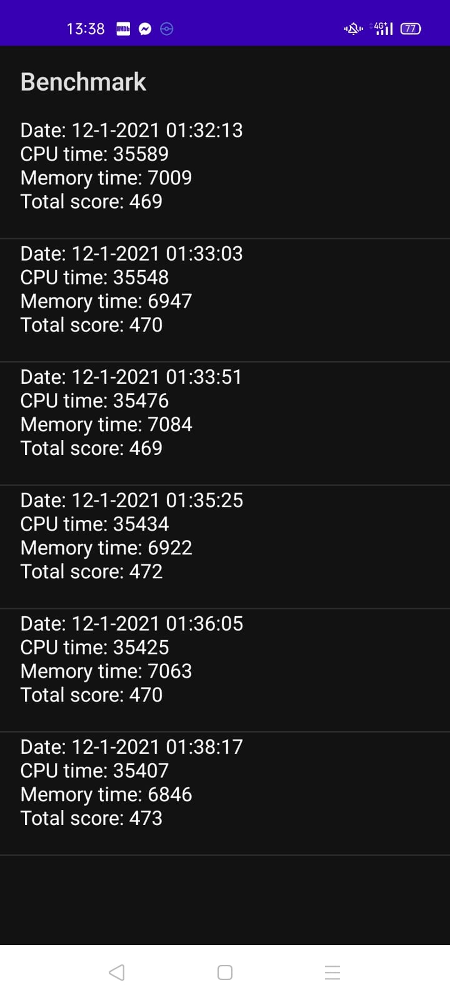 13:38 IMDb 4G+ 77
Benchmark
Date: 12-1-2021 01:32:13
CPU time: 35589
Memory time: 7009
Total score: 469
Date: 12-1-2021 01:33:03
CPU time: 35548
Memory time: 6947
Total score: 470
Date: 12-1-2021 01:33:51
CPU time: 35476
Memory time: 7084
Total score: 469
Date: 12-1-2021 01:35:25
CPU time: 35434
Memory time: 6922
Total score: 472
Date: 12-1-2021 01:36:05
CPU time: 35425
Memory time: 7063
Total score: 470
Date: 12-1-2021 01:38:17
CPU time: 35407
Memory time: 6846
Total score: 473